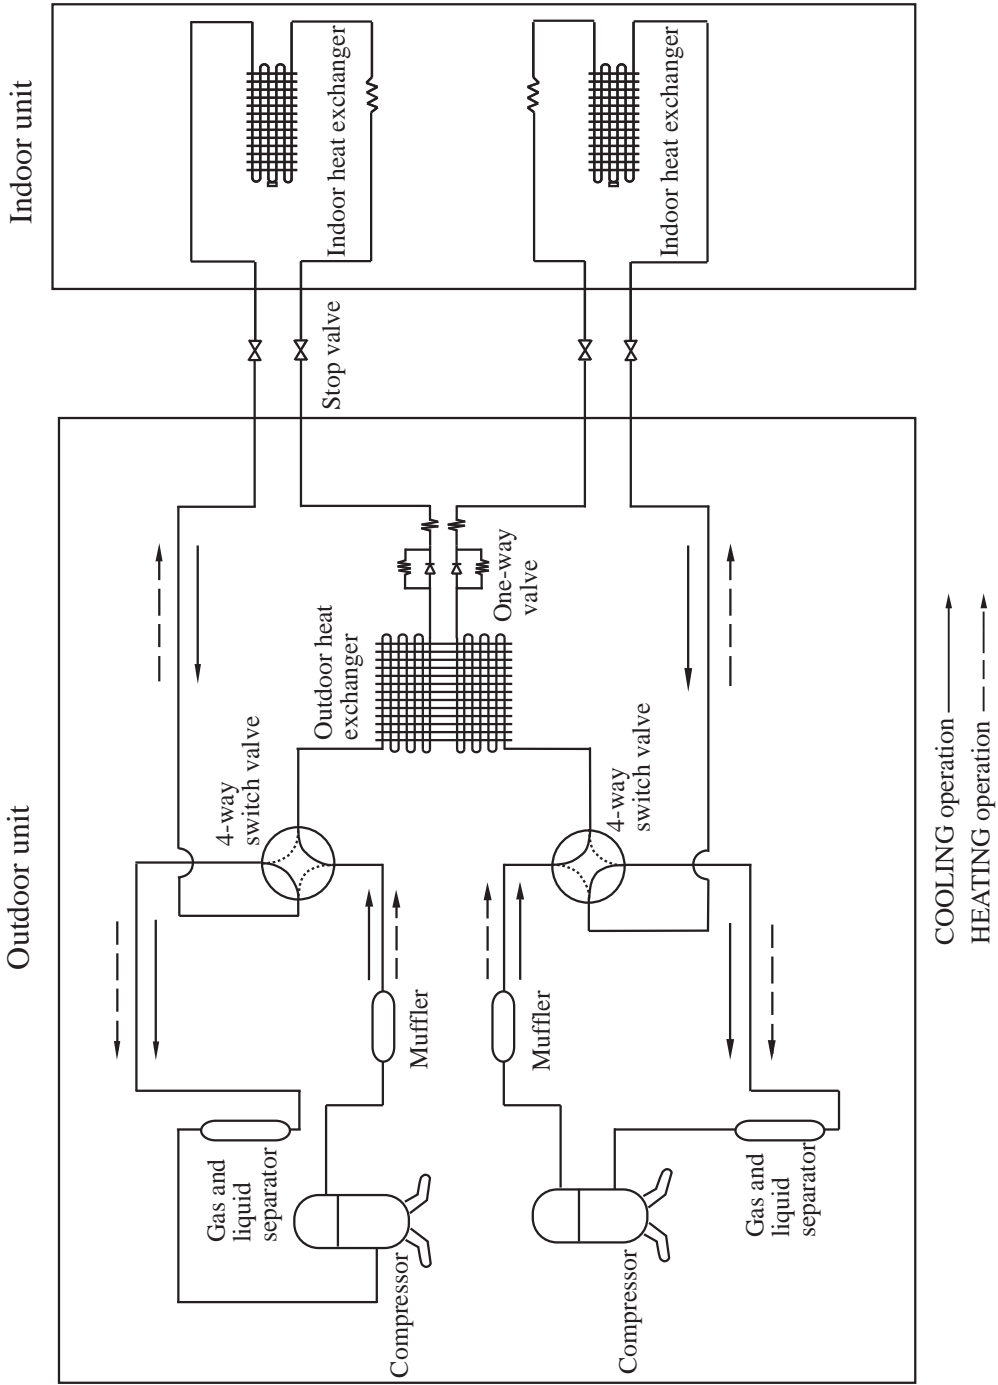 Indoor unit
Indoor heat exchanger
Indoor heat exchanger
Stop valve
Outdoor unit
Outdoor heat
exchanger
One-way
valve
4-way
switch valve
4-way
switch valve
Muffler
Muffler
Gas and
liquid
separator
Gas and
liquid
separator
Compressor
Compressor
COOLING operation
HEATING operation